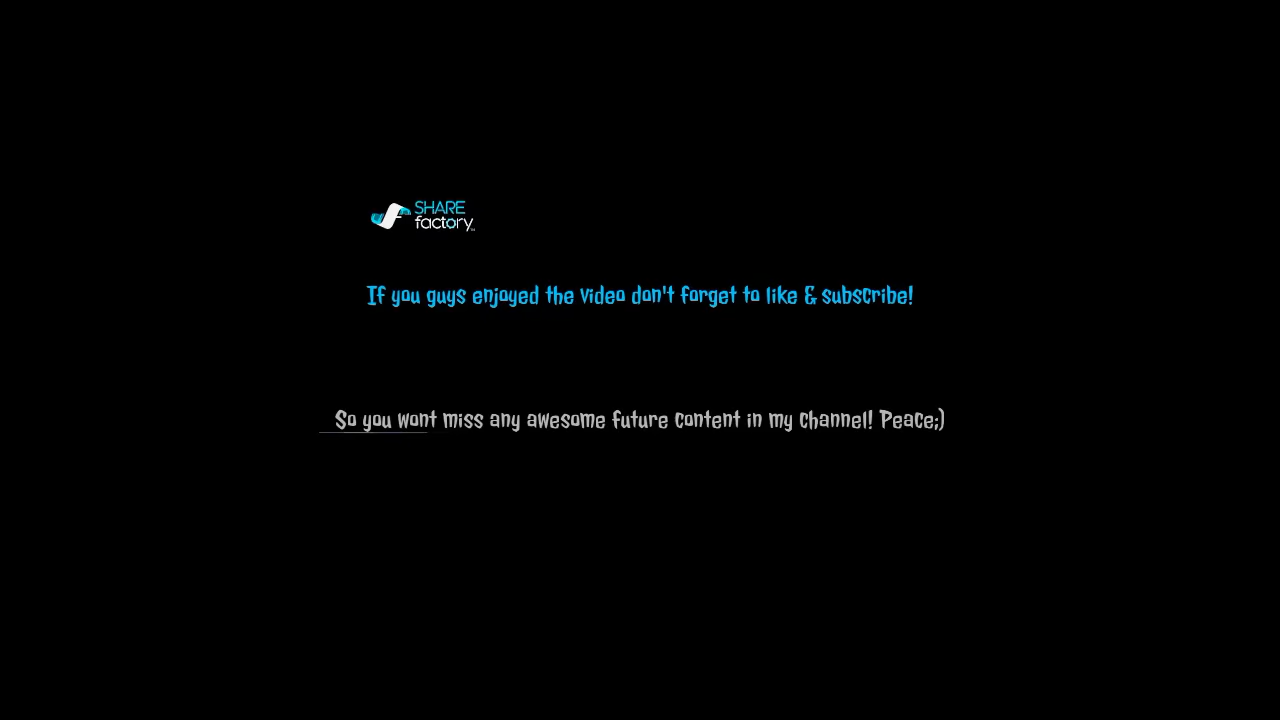 SHARE
factory
If you guys enjoyed the video don't forget to like & subscribe!
So you wont miss any awesome future content in my channel! Peace;)